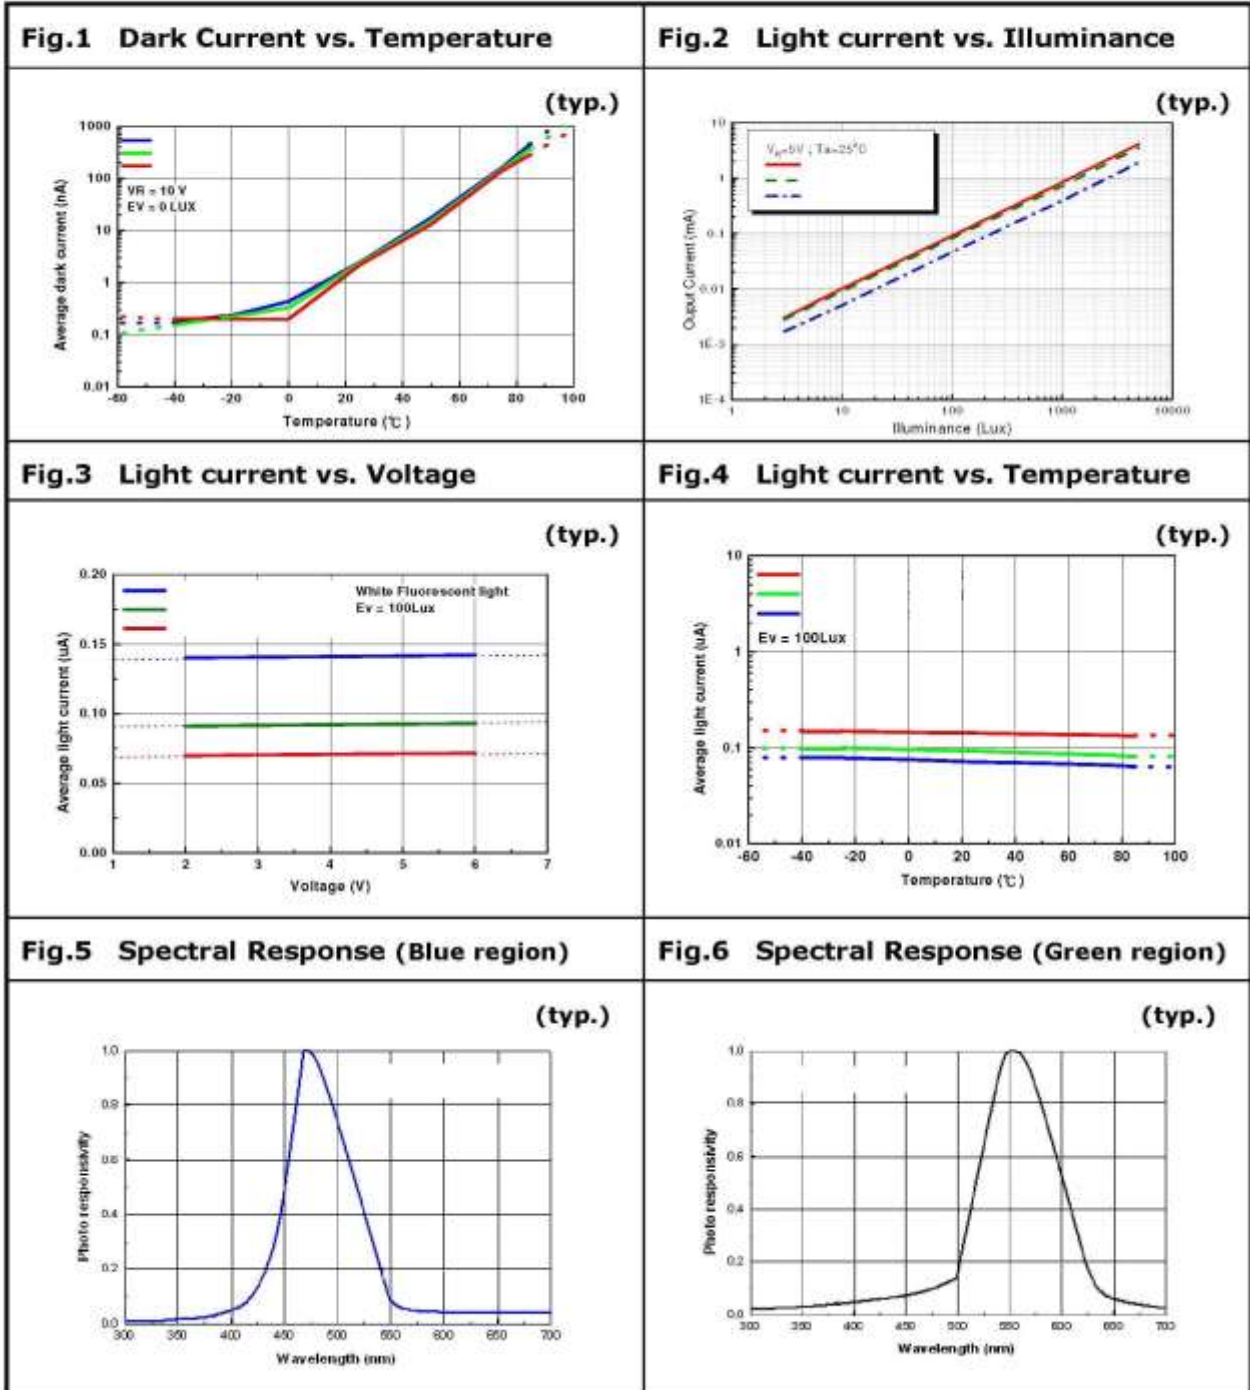 Fig.1 Dark Current vs. Temperature
(typ.)
1000
100
10
1
0.1
0.01
Average dark current (nA)
VR = 10 V
EV = 0 LUX
-60 -40 -20 0 20 40 60 80 100
Temperature (℃)
Fig.2 Light current vs. Illuminance
(typ.)
10
1
0.1
0.01
1E-3
1E-4
Ouput Current (mA)
VR=5V ; Ta=25°C
1 10 100 1000 10000
Illuminance (Lux)
Fig.3 Light current vs. Voltage
(typ.)
0.20
0.15
0.10
0.05
0.00
Average light current (uA)
White Fluorescent light
Ev = 100Lux
1 2 3 4 5 6 7
Voltage (V)
Fig.4 Light current vs. Temperature
(typ.)
10
1
0.1
0.01
Average light current (uA)
Ev = 100Lux
-60 -40 -20 0 20 40 60 80 100
Temperature (℃)
Fig.5 Spectral Response (Blue region)
(typ.)
1.0
0.8
0.6
0.4
0.2
0.0
Photo responsivity
300 350 400 450 500 550 600 650 700
Wavelength (nm)
Fig.6 Spectral Response (Green region)
(typ.)
1.0
0.8
0.6
0.4
0.2
0.0
Photo responsivity
300 350 400 450 500 550 600 650 700
Wavelength (nm)